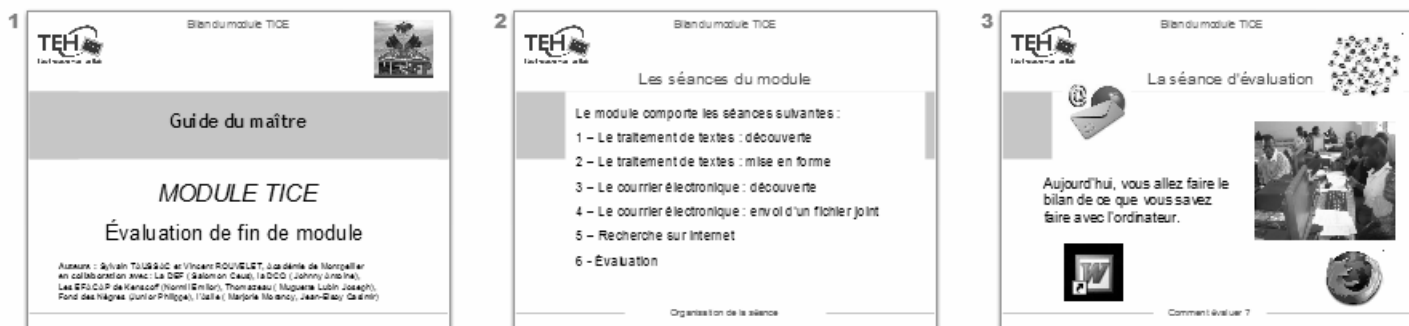 1
Bilan du module TICE
TEH
Guide du maître
MODULE TICE
Évaluation de fin de module
Auteurs : Sylvain TAUSSAC et Vincent ROUVELET, académie de Montpellier
en collaboration avec : La DEF ( Salomon Ceus), la DCQ ( Johnny Antoine),
Les EFACAP de Kenscoff (Normil Emilor), Thomazeau ( Muguerre Lubin Joseph),
Fond des Nègres (Junior Philippe), l'asile ( Marjorie Morancy, Jean-Elsoy Casimir)
2
Bilan du module TICE
TEH
Les séances du module
Le module comporte les séances suivantes :
1 – Le traitement de textes : découverte
2 – Le traitement de textes : mise en forme
3 – Le courrier électronique : découverte
4 – Le courrier électronique : envoi d'un fichier joint
5 – Recherche sur Internet
6 - Évaluation
Organisation de la séance
3
Bilan du module TICE
TEH
La séance d'évaluation
@
Aujourd'hui, vous allez faire le
bilan de ce que vous savez
faire avec l'ordinateur.
W
Comment évaluer ?